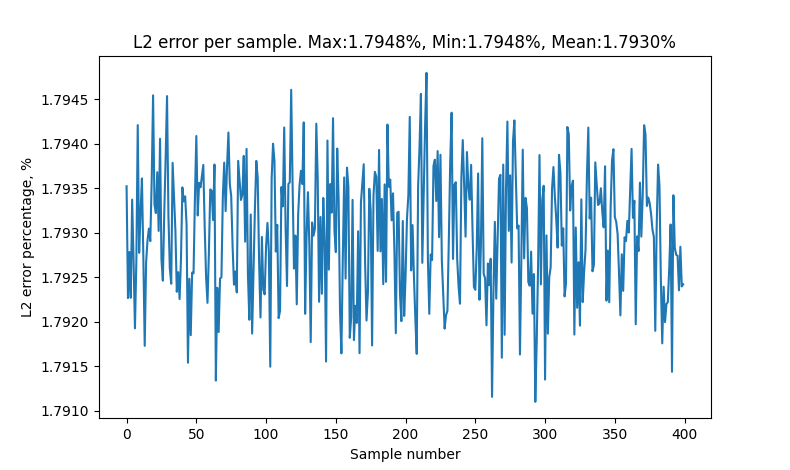 L2 error per sample. Max:1.7948%, Min:1.7948%, Mean:1.7930%
L2 error percentage, %
1.7945
1.7940
1.7935
1.7930
1.7925
1.7920
1.7915
1.7910
0 50 100 150 200 250 300 350 400
Sample number